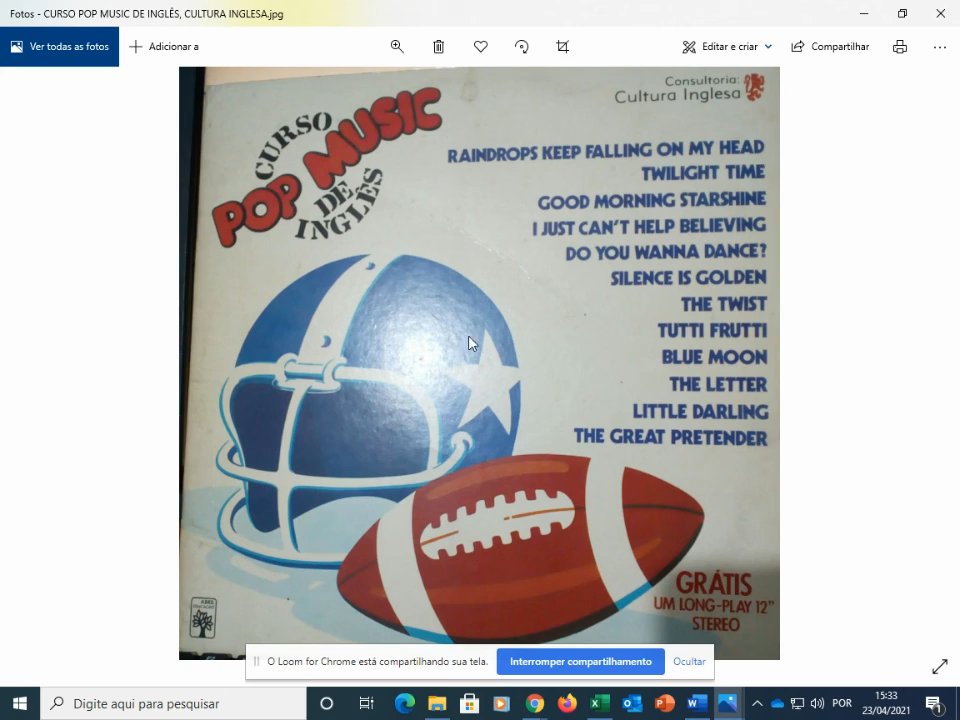 Fotos - CURSO POP MUSIC DE INGLÊS, CULTURA INGLESA.jpg
Ver todas as fotos
Adicionar a
Editar e criar
Compartilhar
Consultoria:
Cultura Inglesa
CURSO
POP MUSIC
DE
INGLÊS
RAINDROPS KEEP FALLING ON MY HEAD
TWILIGHT TIME
GOOD MORNING STARSHINE
I JUST CAN'T HELP BELIEVING
DO YOU WANNA DANCE?
SILENCE IS GOLDEN
THE TWIST
TUTTI FRUTTI
BLUE MOON
THE LETTER
LITTLE DARLING
THE GREAT PRETENDER
GRÁTIS
UM LONG-PLAY 12"
STEREO
ABRIL
EDUCAÇÃO
O Loom for Chrome está compartilhando sua tela.
Interromper compartilhamento
Ocultar
Digite aqui para pesquisar
POR
15:33
23/04/2021
1